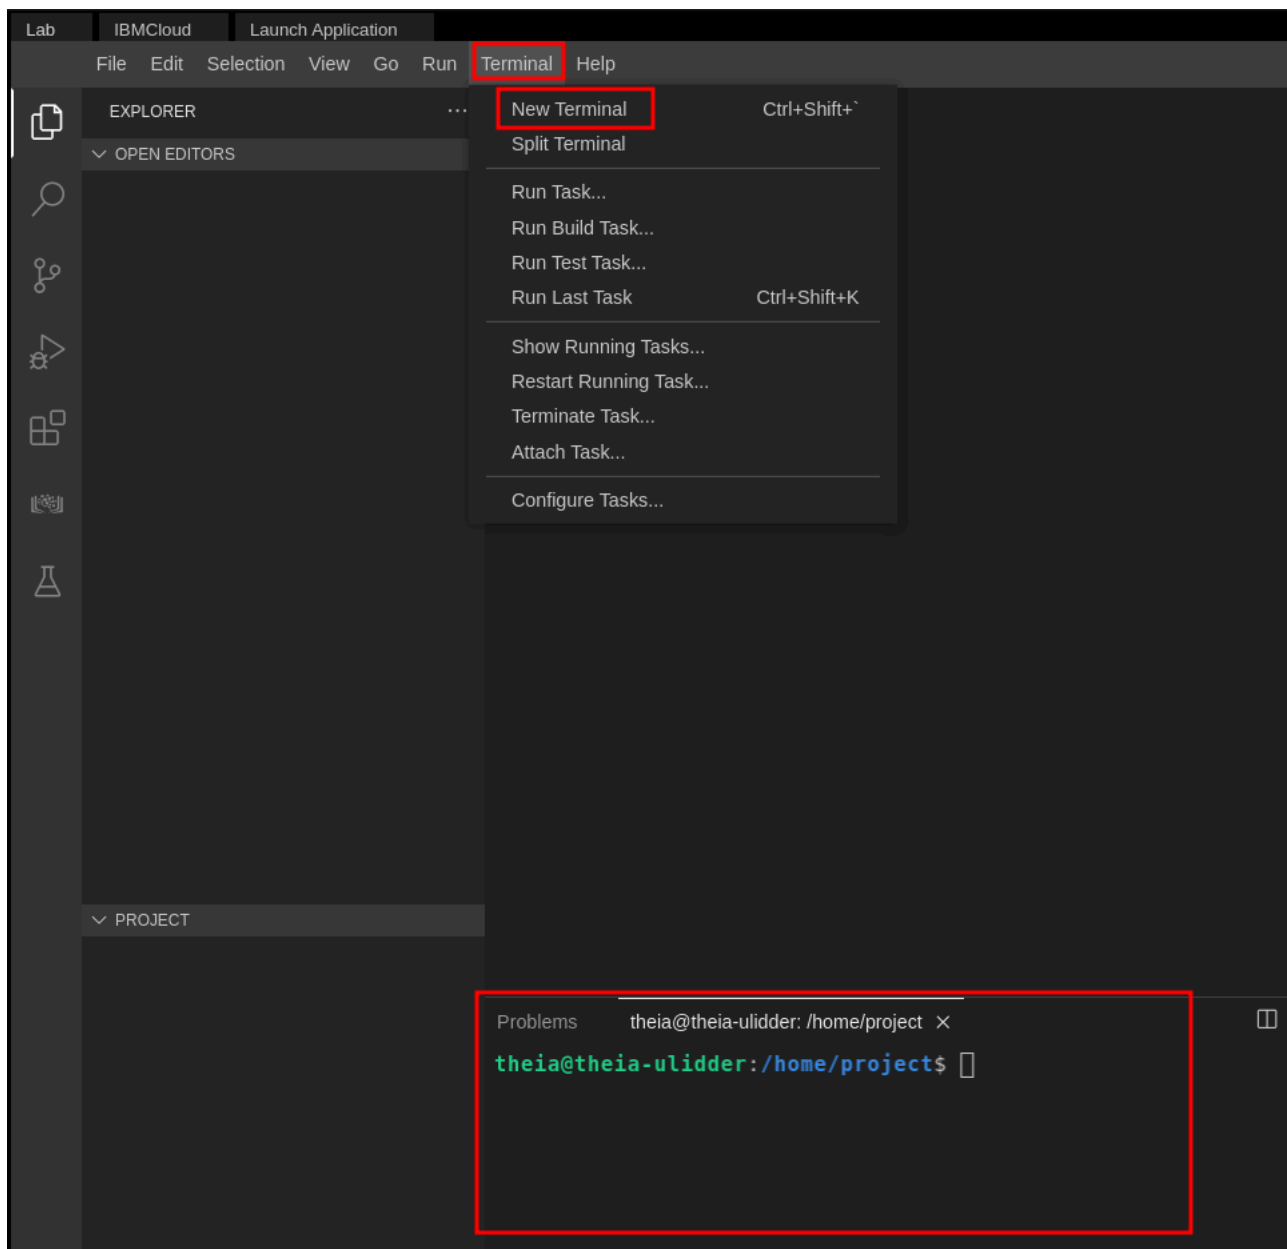 Lab IBMCloud Launch Application
File Edit Selection View Go Run Terminal Help
EXPLORER ...
OPEN EDITORS
New Terminal Ctrl+Shift+`
Split Terminal
Run Task...
Run Build Task...
Run Test Task...
Run Last Task Ctrl+Shift+K
Show Running Tasks...
Restart Running Task...
Terminate Task...
Attach Task...
Configure Tasks...
PROJECT
Problems theia@theia-ulidder: /home/project
theia@theia-ulidder:/home/project$